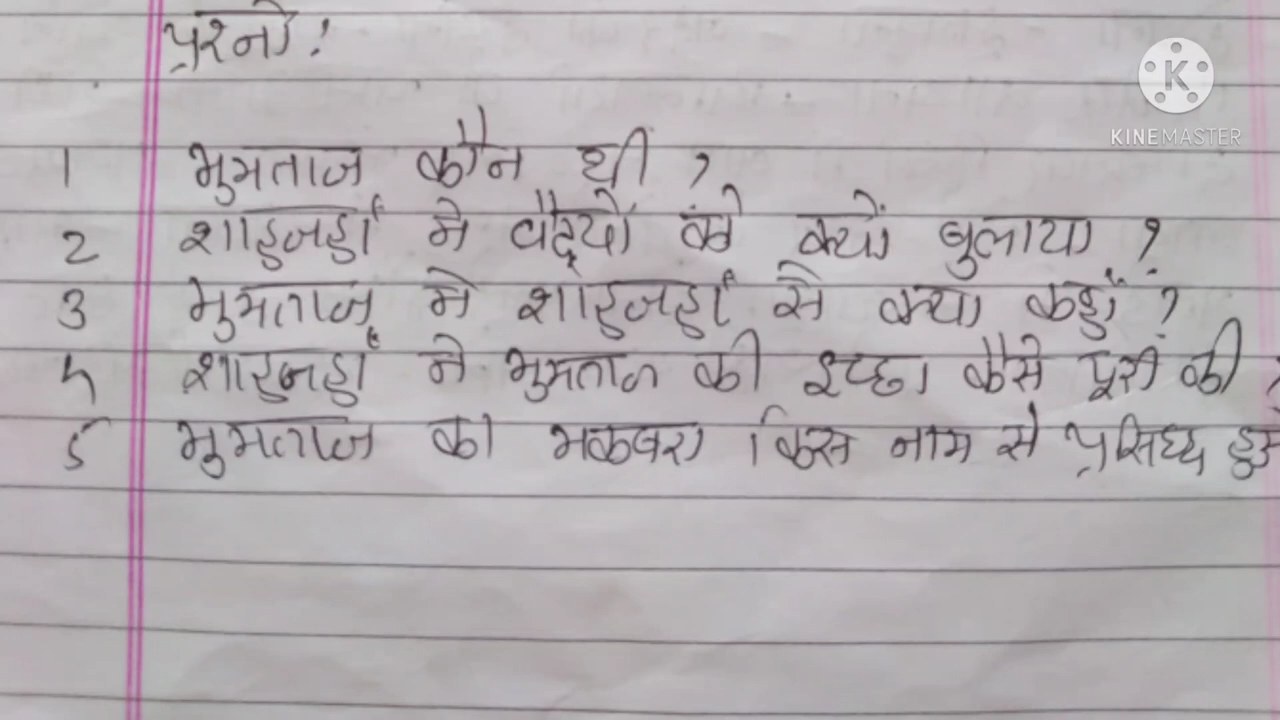 प्रश्नो:
KINEMASTER
1 मुमताज कौन थी ?
2 शाहजहाँ ने वैद्यों को क्यों बुलाया ?
3 मुमताज ने शाहजहाँ से क्या कहाँ ?
4 शाहजहाँ ने मुमताज की इच्छा कैसे पूरी की ?
5 मुमताज का मकबरा किस नाम से प्रसिध्द हुआ